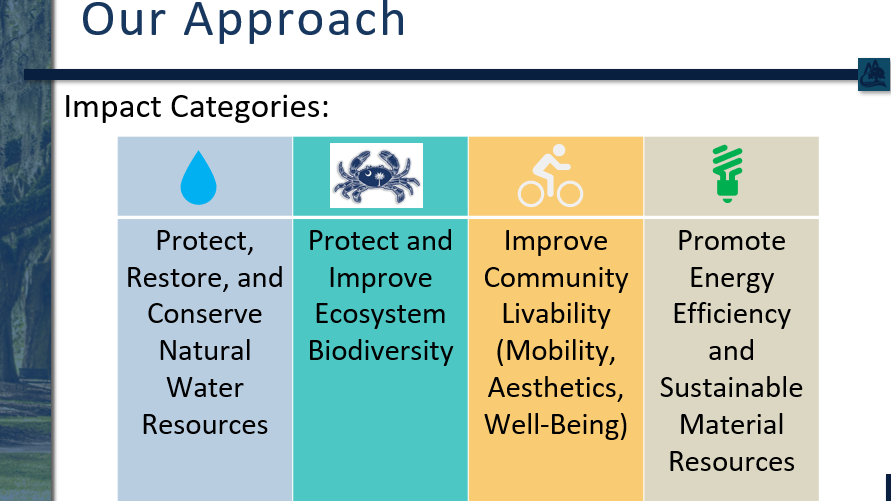 Our Approach
Impact Categories:
Protect,
Restore, and
Conserve
Natural
Water
Resources
Protect and
Improve
Ecosystem
Biodiversity
Improve
Community
Livability
(Mobility,
Aesthetics,
Well-Being)
Promote
Energy
Efficiency
and
Sustainable
Material
Resources